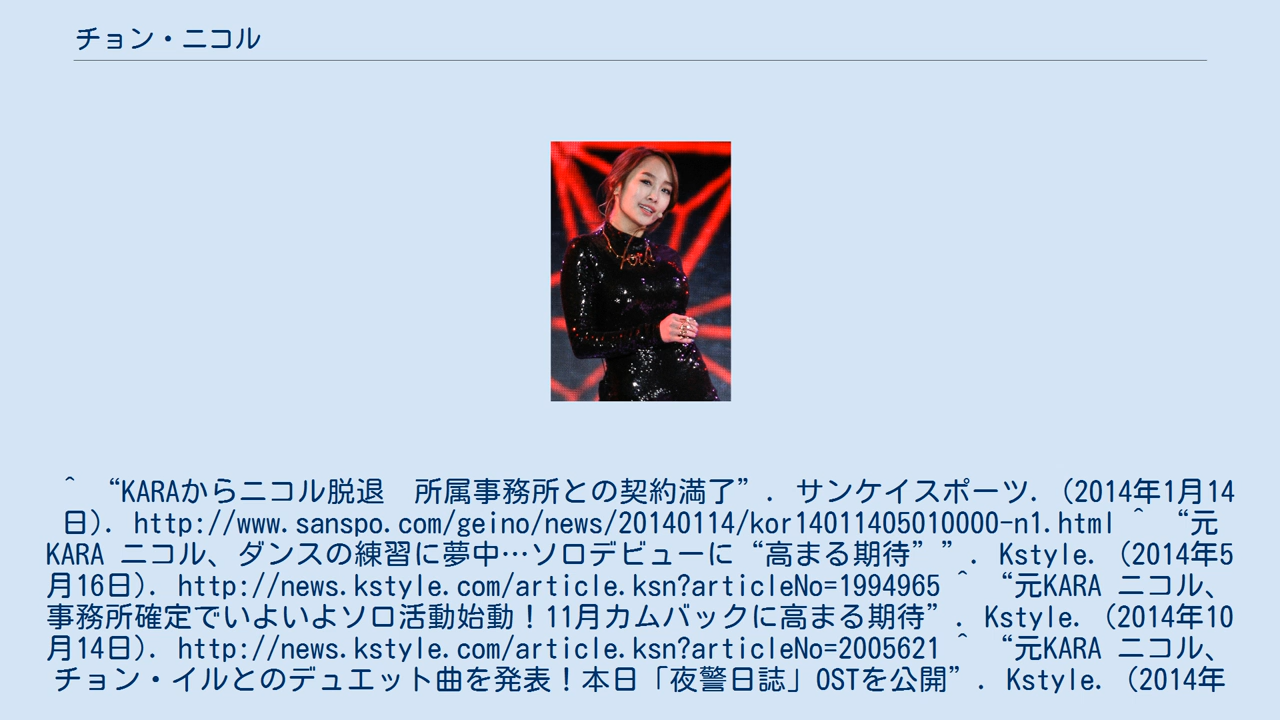 チョン・ニコル
^ “KARAからニコル脱退　所属事務所との契約満了”. サンケイスポーツ. (2014年1月14
日). http://www.sanspo.com/geino/news/20140114/kor14011405010000-n1.html ^ “元
KARA ニコル、ダンスの練習に夢中…ソロデビューに“高まる期待””. Kstyle. (2014年5
月16日). http://news.kstyle.com/article.ksn?articleNo=1994965 ^ “元KARA ニコル、
事務所確定でいよいよソロ活動始動！11月カムバックに高まる期待”. Kstyle. (2014年10
月14日). http://news.kstyle.com/article.ksn?articleNo=2005621 ^ “元KARA ニコル、
チョン・イルとのデュエット曲を発表！本日「夜警日誌」OSTを公開”. Kstyle. (2014年